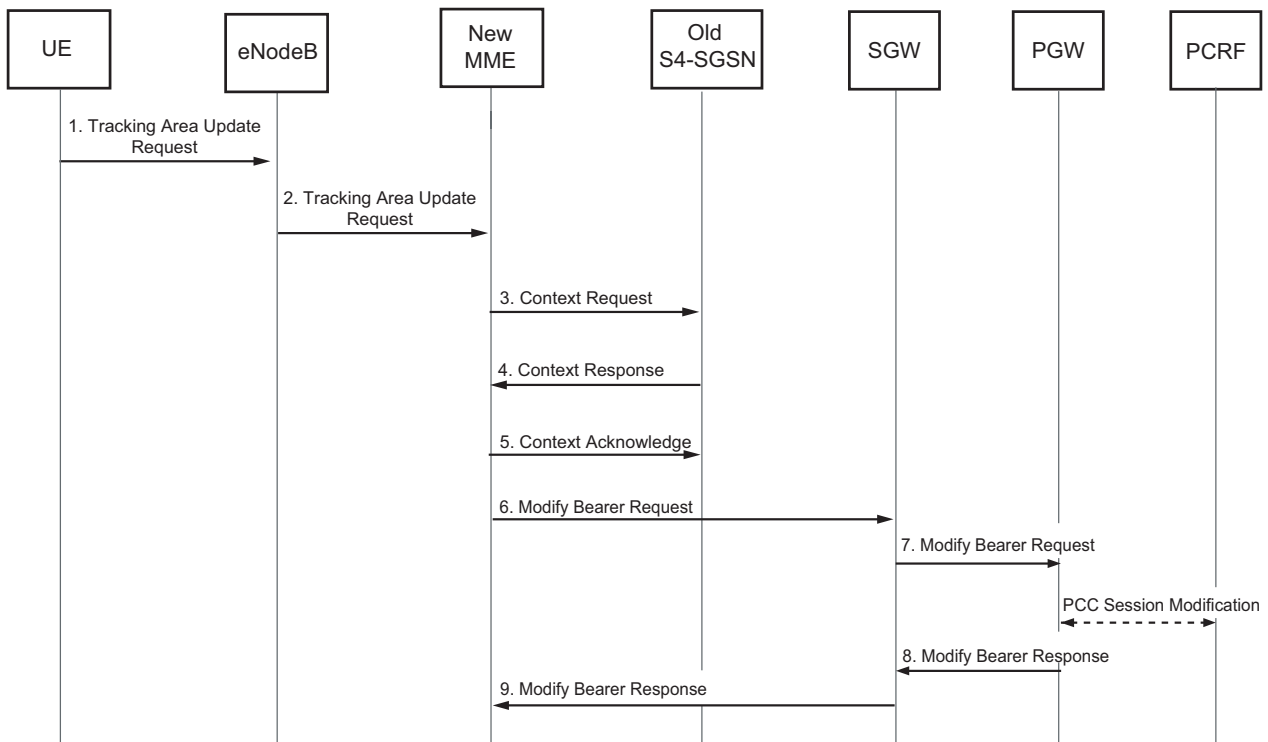 UE
eNodeB
New
MME
Old
S4-SGSN
SGW
PGW
PCRF
1. Tracking Area Update
Request
2. Tracking Area Update
Request
3. Context Request
4. Context Response
5. Context Acknowledge
6. Modify Bearer Request
7. Modify Bearer Request
PCC Session Modification
8. Modify Bearer Response
9. Modify Bearer Response